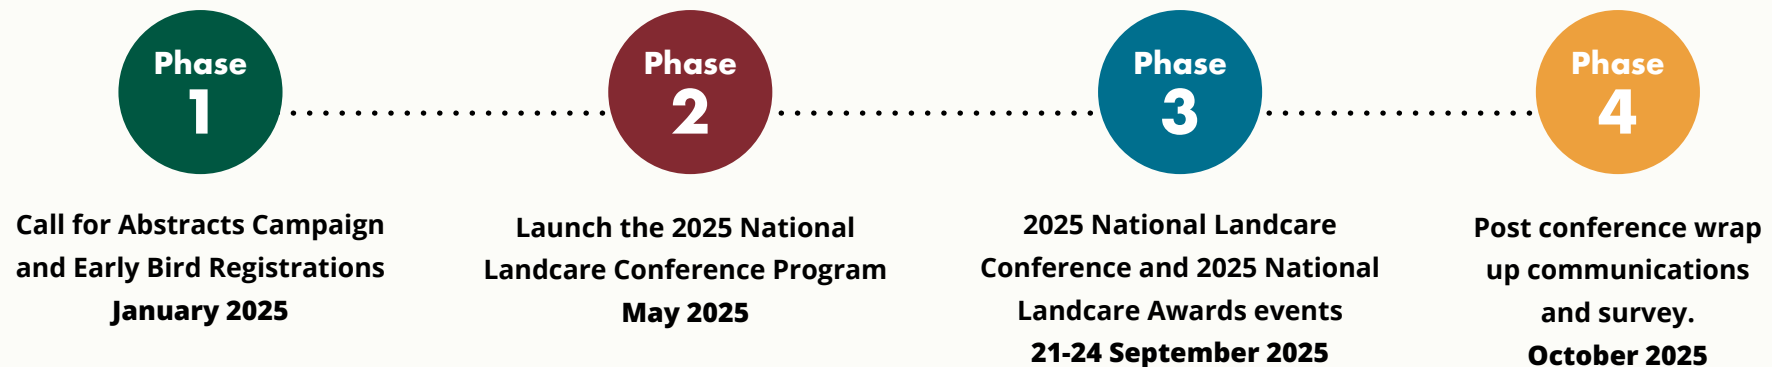 Phase
1
Call for Abstracts Campaign
and Early Bird Registrations
January 2025
Phase
2
Launch the 2025 National
Landcare Conference Program
May 2025
Phase
3
2025 National Landcare
Conference and 2025 National
Landcare Awards events
21-24 September 2025
Phase
4
Post conference wrap
up communications
and survey.
October 2025